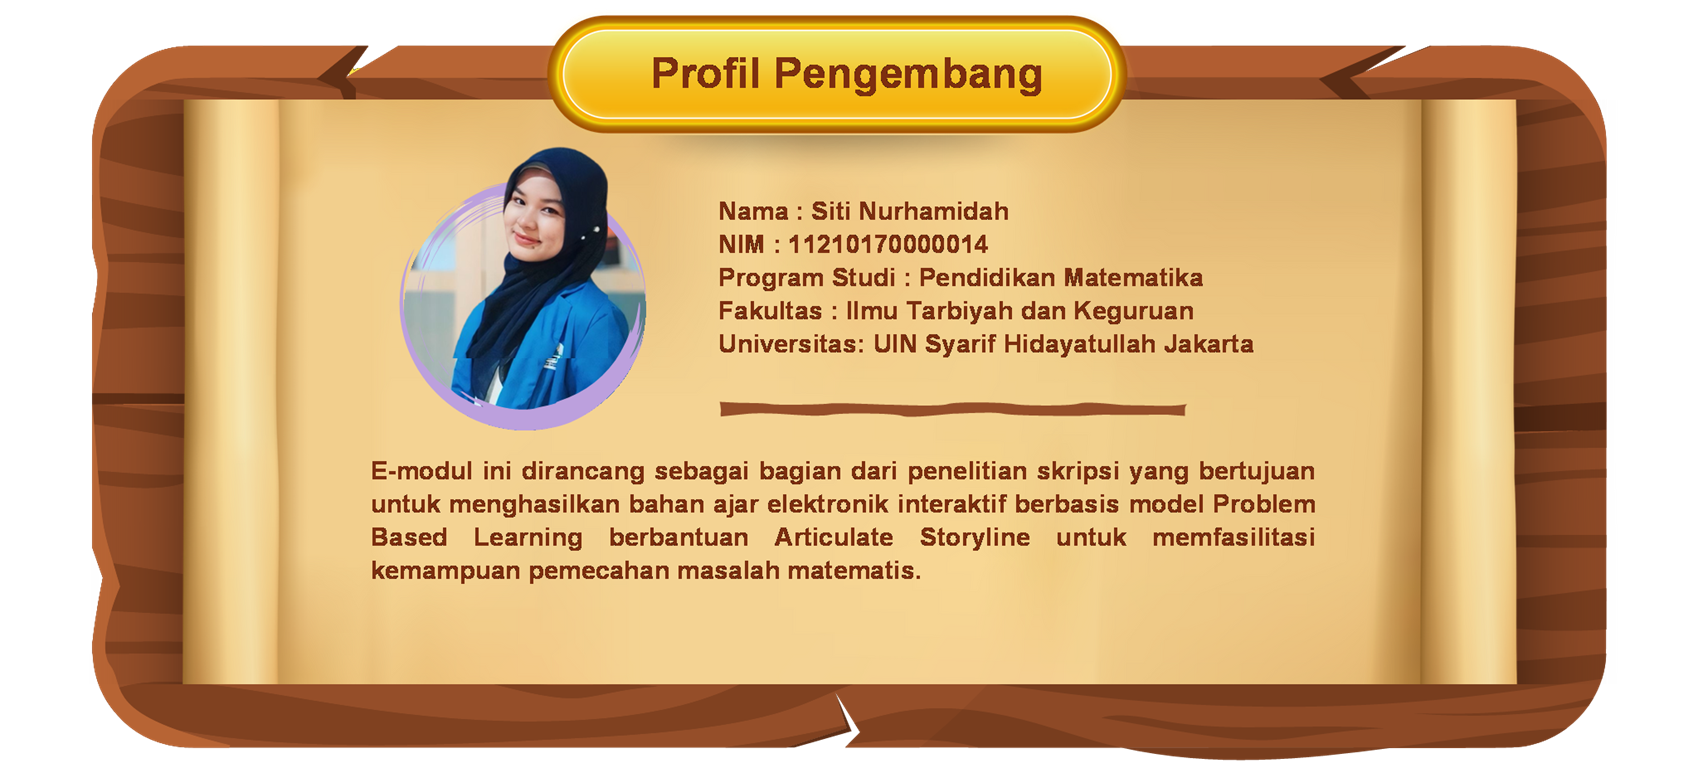 Profil Pengembang
Nama : Siti Nurhamidah
NIM : 11210170000014
Program Studi : Pendidikan Matematika
Fakultas : Ilmu Tarbiyah dan Keguruan
Universitas: UIN Syarif Hidayatullah Jakarta
E-modul ini dirancang sebagai bagian dari penelitian skripsi yang bertujuan
untuk menghasilkan bahan ajar elektronik interaktif berbasis model Problem
Based Learning berbantuan Articulate Storyline untuk memfasilitasi
kemampuan pemecahan masalah matematis.